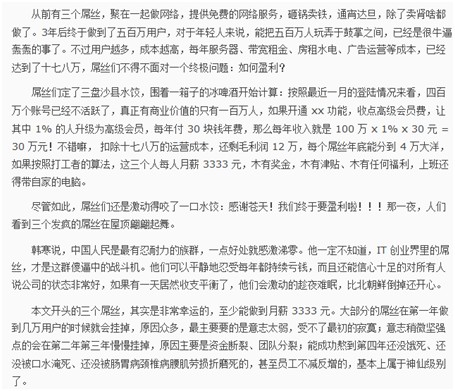 从前有三个屌丝，聚在一起做网络，提供免费的网络服务，砸锅卖铁，通宵达旦，除了卖肾啥都
做了。3年后终于做到了五百万用户，对于年轻人来说，能把五百万人玩弄于鼓掌之间，已经是很牛逼
轰轰的事了。不过用户越多，成本越高，每年服务器、带宽租金、房租水电、广告运营等成本，已经
达到了十七八万，屌丝们不得不面对一个终极问题：如何盈利？
屌丝们定了三盘沙县水饺，围着一箱子的冰啤酒开始计算：按照最近一月的登陆情况来看，四百
万个账号已经不活跃了，真正有商业价值的只有一百万人，如果开通 xx 功能，收点高级会员费，让
其中 1% 的人升级为高级会员，每年付 30 块钱年费，那么每年收入就是 100 万 x 1% x 30 元 =
30 万元！不错嘛， 扣除十七八万的运营成本，还剩毛利润 12 万，每个屌丝年底能分到 4 万大洋，
如果按照打工者的算法，这三个人每人月薪 3333 元，木有奖金，木有津贴、木有任何福利，上班还
得带自家的电脑。
尽管如此，屌丝们还是激动得咬了一口水饺：感谢苍天！我们终于要盈利啦！！！那一夜，人们
看到三个发疯的屌丝在屋顶翩翩起舞。
韩寒说，中国人民是最有忍耐力的族群，一点好处就感激涕零。他一定不知道，IT 创业界里的屌
丝，才是这群傻逼中的战斗机。他们可以平静地忍受每年都持续亏钱，而且还能信心十足的对所有人
说公司的状态非常好，如果有一天居然收支平衡了，他们会激动的趁夜难眠，比北朝鲜倒掉还开心。
本文开头的三个屌丝，其实是非常幸运的，至少能做到月薪 3333 元。大部分的屌丝在第一年做
到几万用户的时候就会挂掉，原因众多，最主要要的是意志太弱，受不了最初的寂寞；意志稍微坚强
点的会在第二年第三年慢慢挂掉，原因主要是资金断裂、团队分裂；能成功熬到第四年还没饿死、还
没被口水淹死、还没被肠胃病颈椎病腰肌劳损折磨死的，甚至员工不减反增的，基本上属于神仙级别
了。